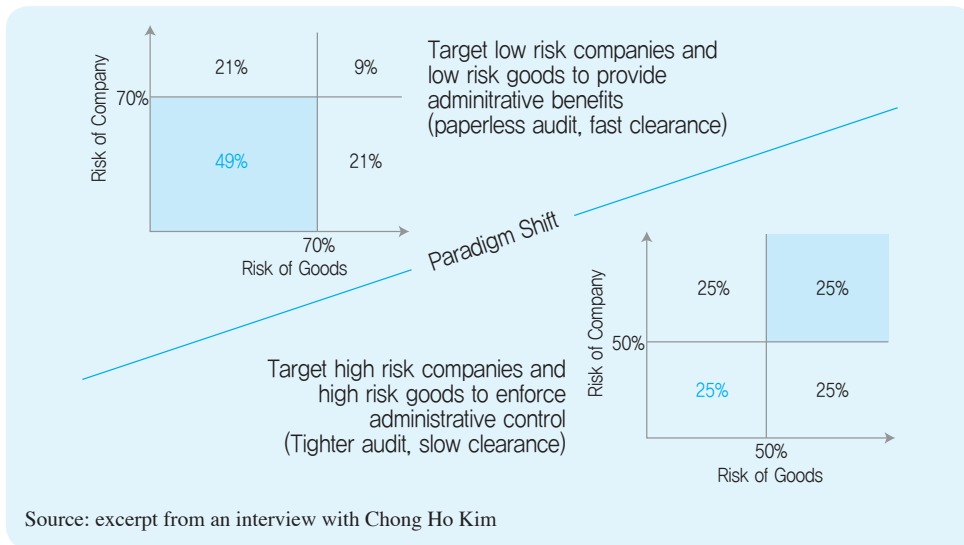 Risk of Company
70%
21%
9%
49%
21%
70%
Risk of Goods
Target low risk companies and
low risk goods to provide
adminitrative benefits
(paperless audit, fast clearance)
Paradigm Shift
Target high risk companies and
high risk goods to enforce
administrative control
(Tighter audit, slow clearance)
Risk of Company
50%
25%
25%
25%
25%
50%
Risk of Goods
Source: excerpt from an interview with Chong Ho Kim